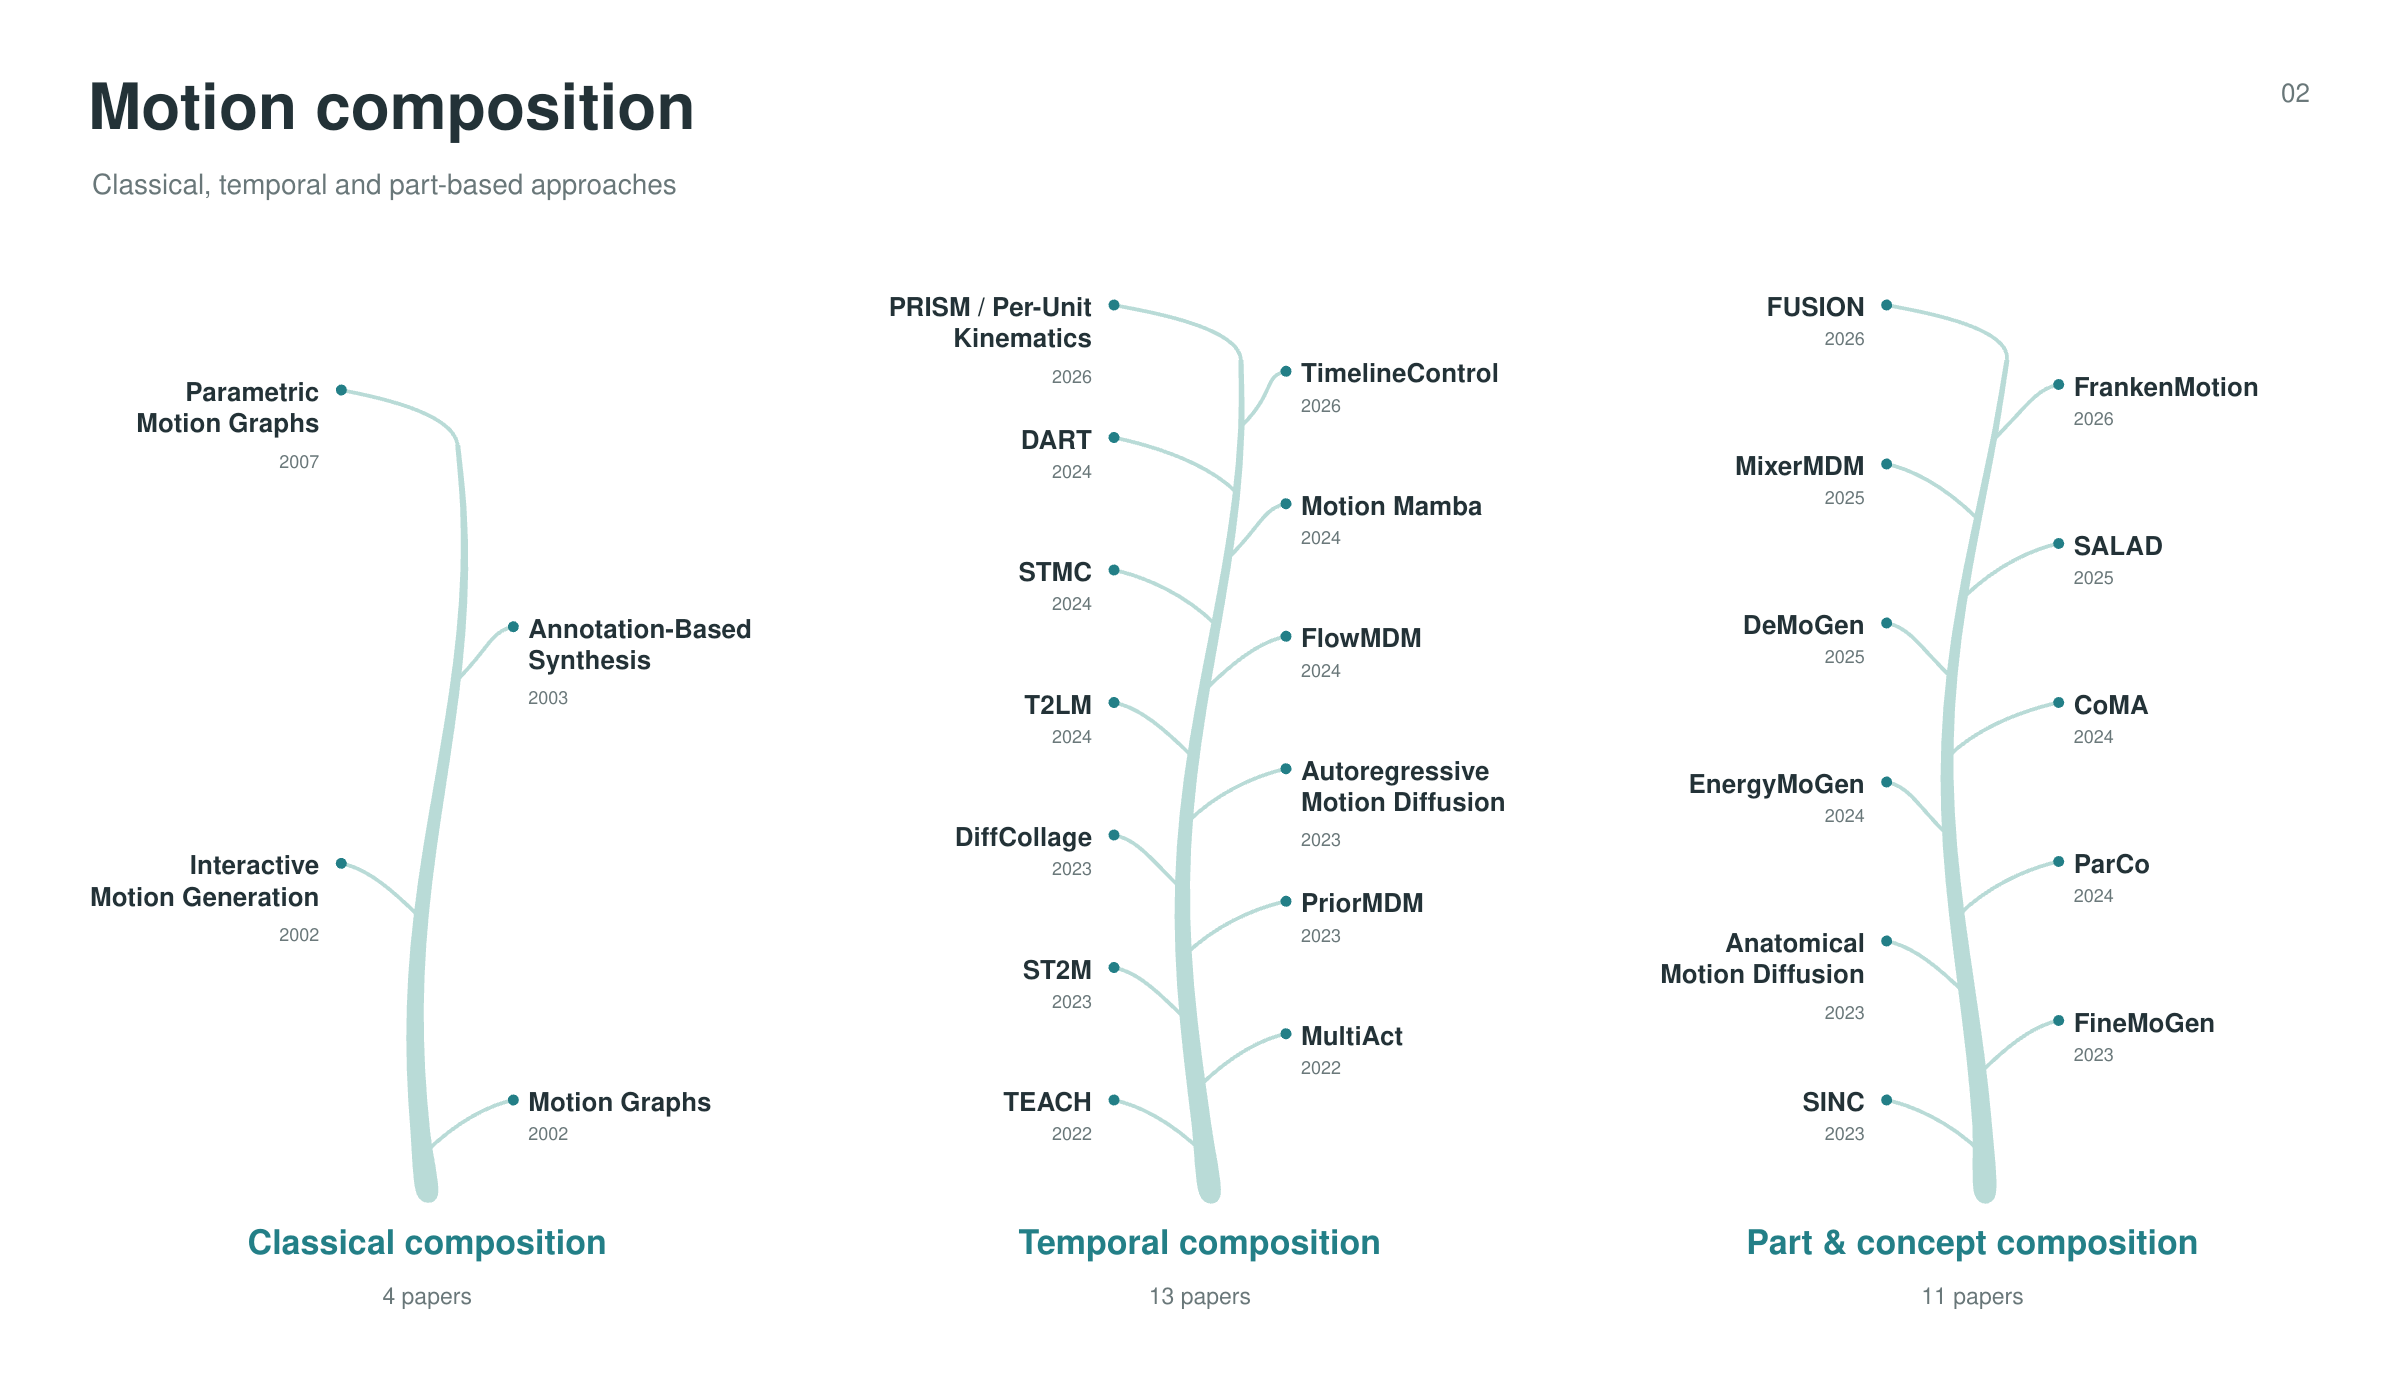 Motion composition
02
Classical, temporal and part-based approaches
Parametric
Motion Graphs
2007
Annotation-Based
Synthesis
2003
Interactive
Motion Generation
2002
Motion Graphs
2002
Classical composition
4 papers
PRISM / Per-Unit
Kinematics
2026
TimelineControl
2026
DART
2024
Motion Mamba
2024
STMC
2024
FlowMDM
2024
T2LM
2024
Autoregressive
Motion Diffusion
2023
DiffCollage
2023
PriorMDM
2023
ST2M
2023
MultiAct
2022
TEACH
2022
Temporal composition
13 papers
FUSION
2026
FrankenMotion
2026
MixerMDM
2025
SALAD
2025
DeMoGen
2025
CoMA
2024
EnergyMoGen
2024
ParCo
2024
Anatomical
Motion Diffusion
2023
FineMoGen
2023
SINC
2023
Part & concept composition
11 papers